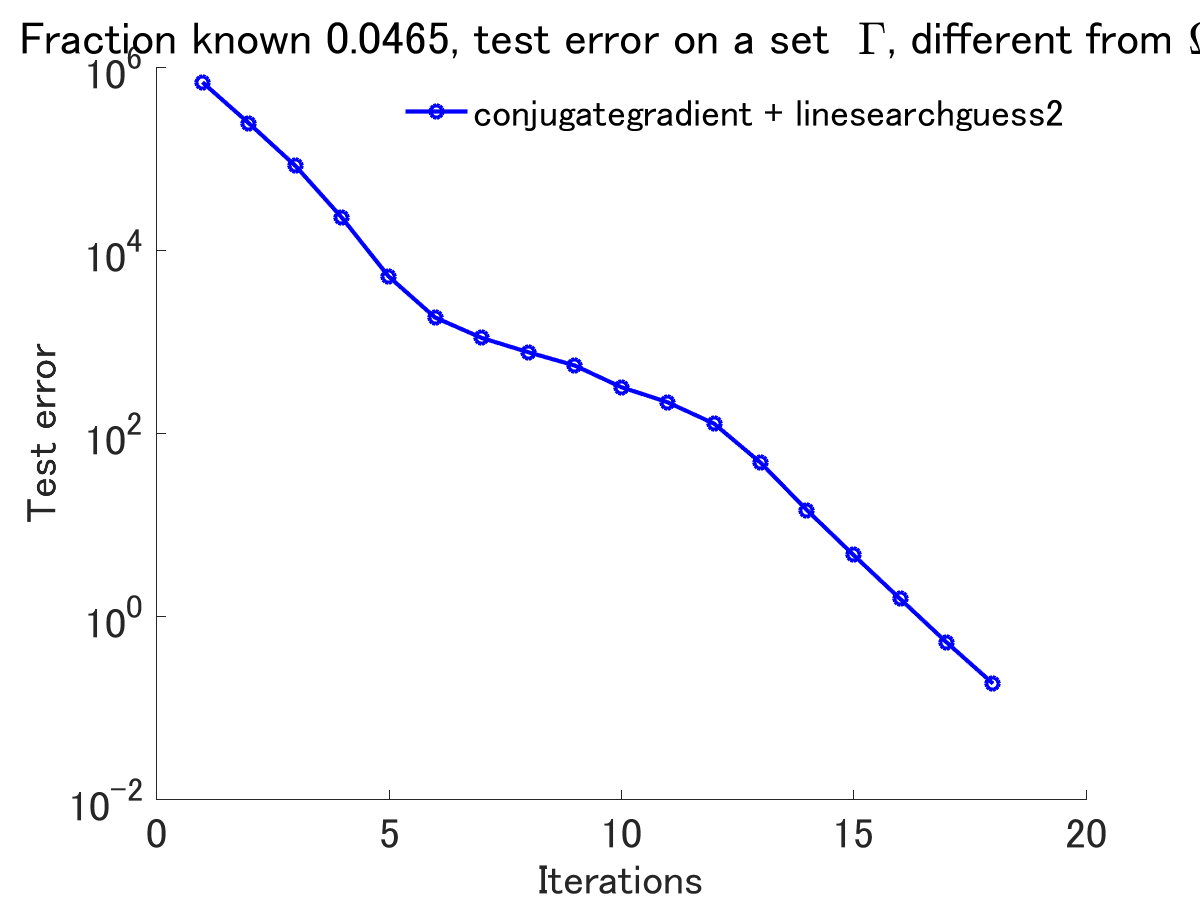 Fraction known 0.0465, test error on a set Γ, different from Ω
10^6
conjugategradient + linesearchguess2
10^4
Test error
10^2
10^0
10^-2
0 5 10 15 20
Iterations